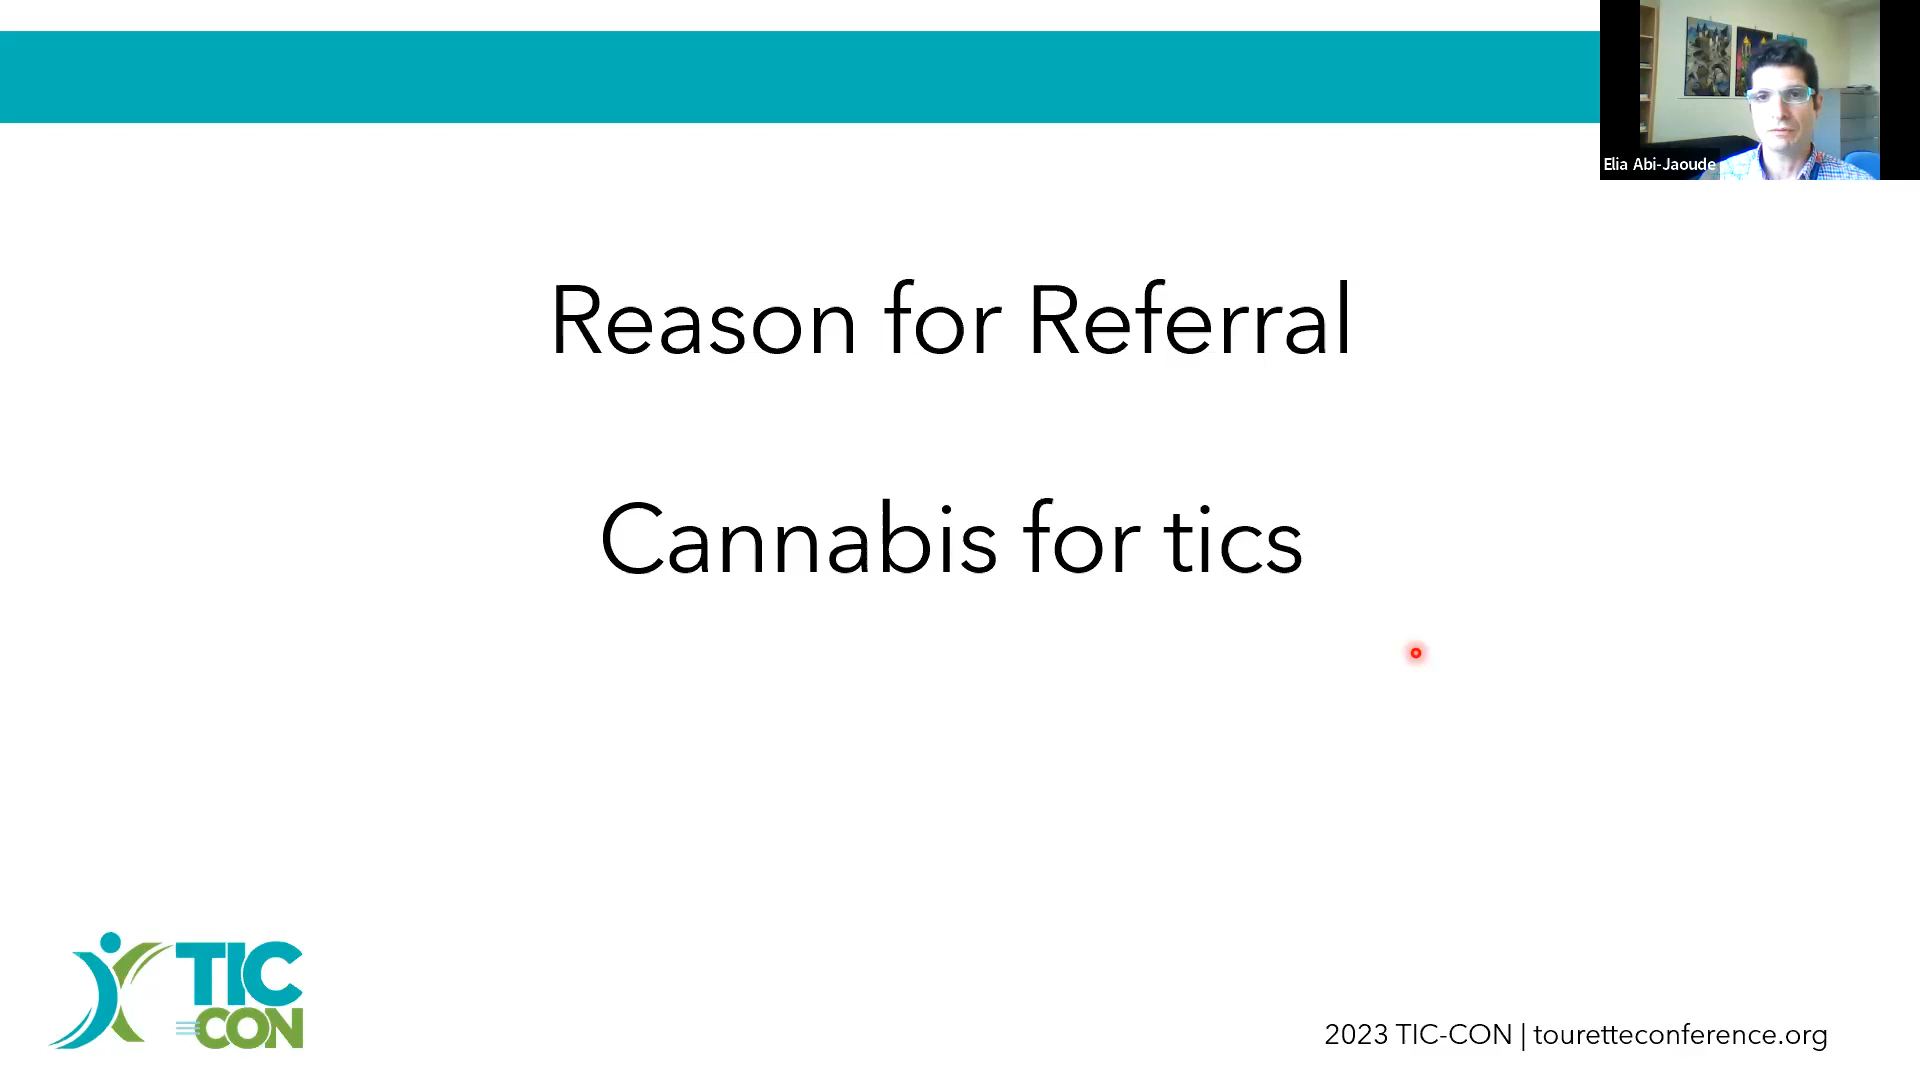 Elia Abi-Jaoude
Reason for Referral
Cannabis for tics
TIC
CON
2023 TIC-CON | touretteconference.org